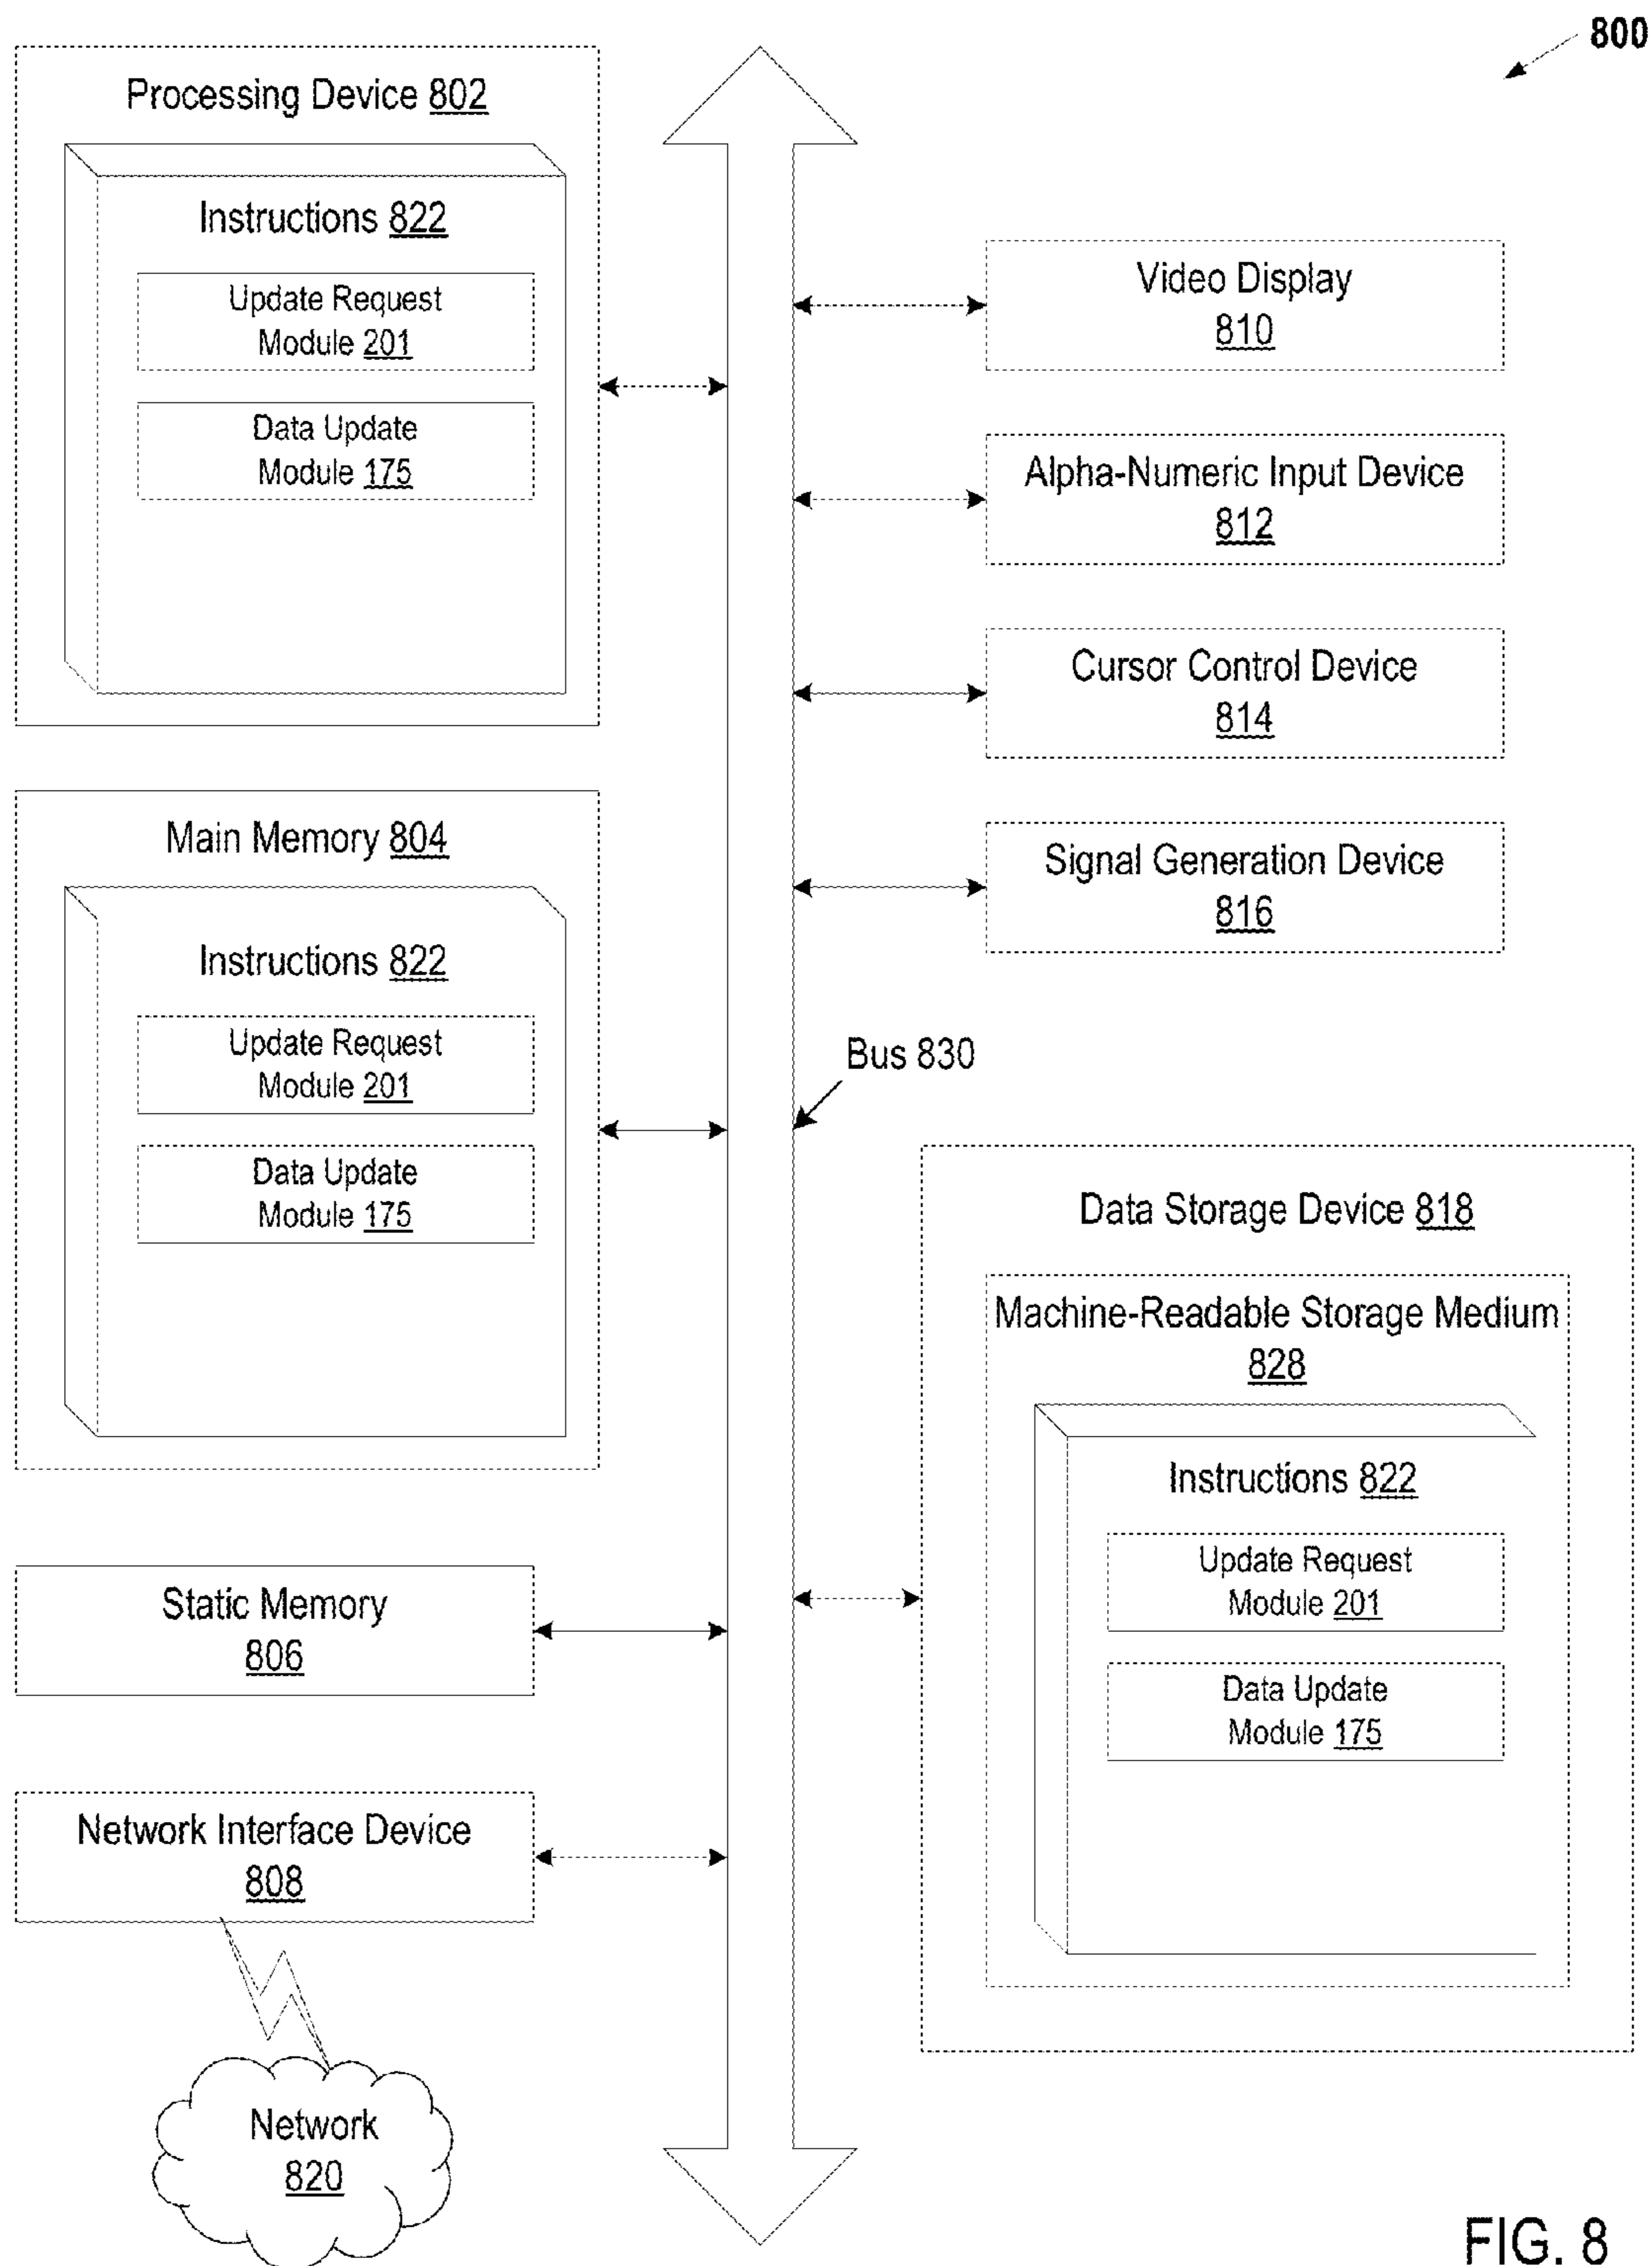 800
Processing Device 802
Instructions 822
Update Request
Module 201
Data Update
Module 175
Main Memory 804
Instructions 822
Update Request
Module 201
Data Update
Module 175
Static Memory
806
Network Interface Device
808
Network
820
Video Display
810
Alpha-Numeric Input Device
812
Cursor Control Device
814
Signal Generation Device
816
Bus 830
Data Storage Device 818
Machine-Readable Storage Medium
828
Instructions 822
Update Request
Module 201
Data Update
Module 175
FIG. 8